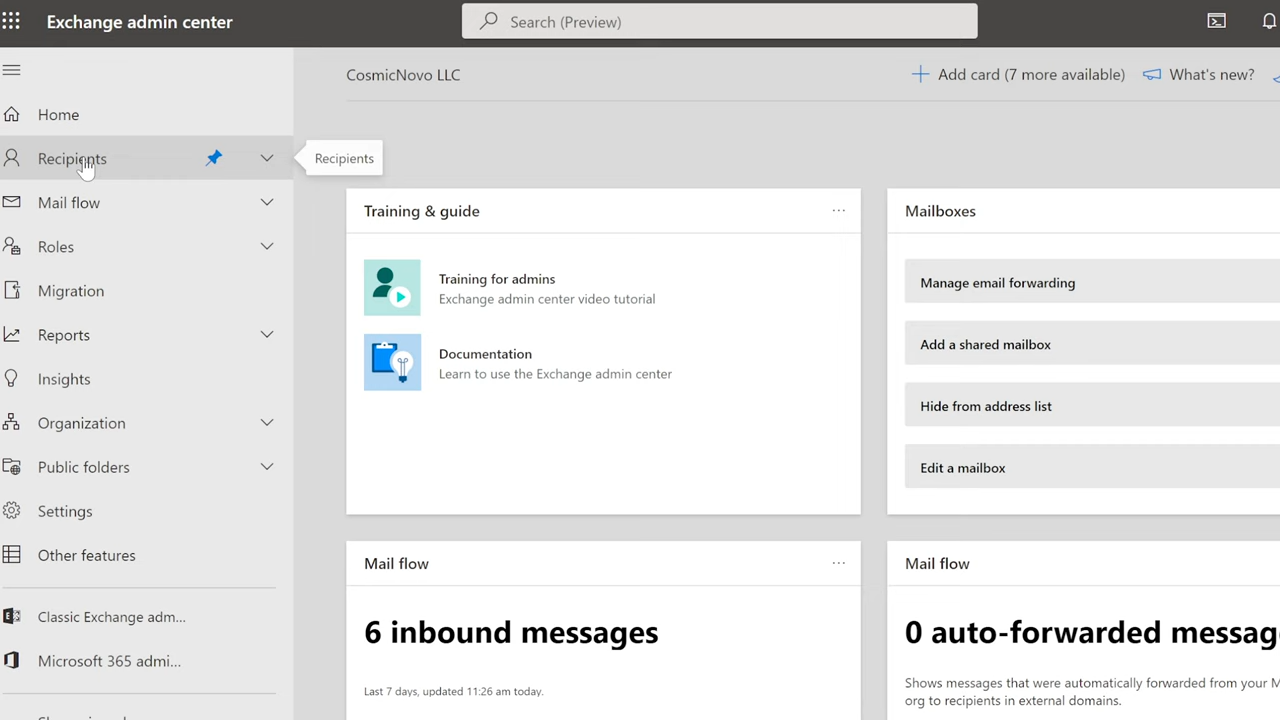 Exchange admin center
Search (Preview)
CosmicNovo LLC
Add card (7 more available)
What's new?
Home
Recipients
Recipients
Mail flow
Roles
Migration
Reports
Insights
Organization
Public folders
Settings
Other features
Classic Exchange adm...
Microsoft 365 admi...
Training & guide
Training for admins
Exchange admin center video tutorial
Documentation
Learn to use the Exchange admin center
Mailboxes
Manage email forwarding
Add a shared mailbox
Hide from address list
Edit a mailbox
Mail flow
6 inbound messages
Last 7 days, updated 11:26 am today.
Mail flow
0 auto-forwarded messag
Shows messages that were automatically forwarded from your M
org to recipients in external domains.